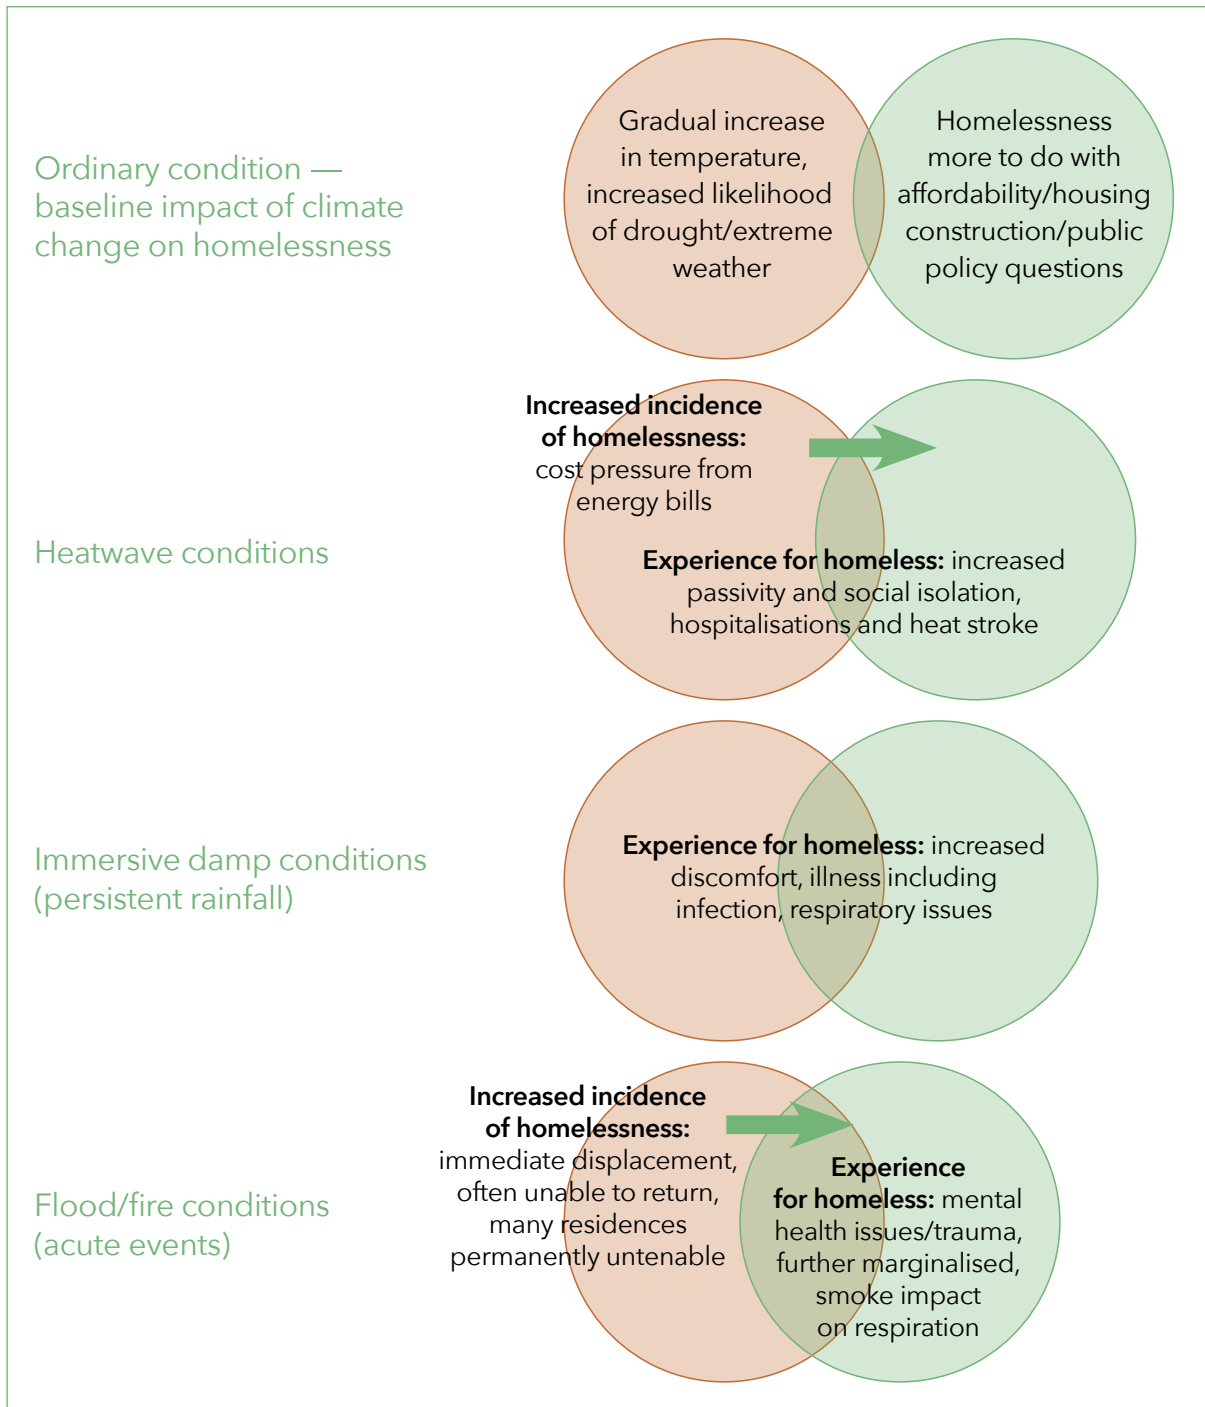 Ordinary condition —
baseline impact of climate
change on homelessness
Gradual increase
in temperature,
increased likelihood
of drought/extreme
weather
Homelessness
more to do with
affordability/housing
construction/public
policy questions
Heatwave conditions
Increased incidence
of homelessness:
cost pressure from
energy bills
Experience for homeless: increased
passivity and social isolation,
hospitalisations and heat stroke
Immersive damp conditions
(persistent rainfall)
Experience for homeless: increased
discomfort, illness including
infection, respiratory issues
Flood/fire conditions
(acute events)
Increased incidence
of homelessness:
immediate displacement,
often unable to return,
many residences
permanently untenable
Experience
for homeless: mental
health issues/trauma,
further marginalised,
smoke impact
on respiration